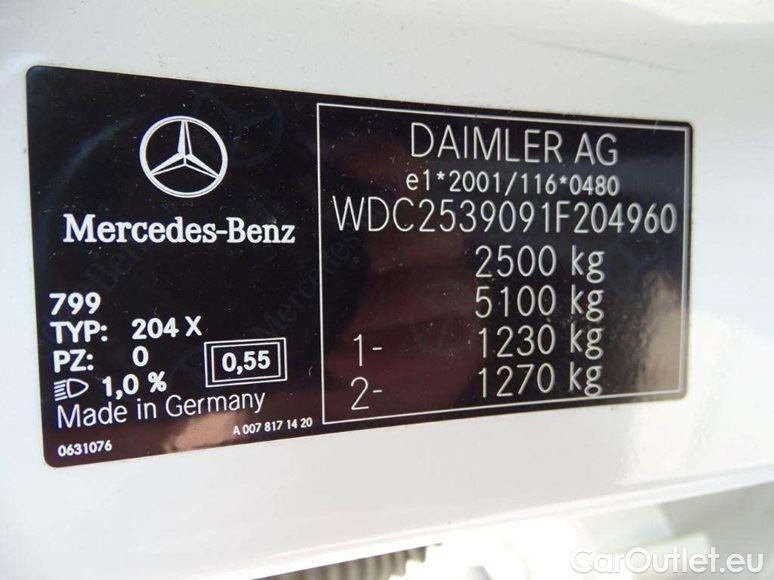 Mercedes-Benz
799
TYP: 204 X
PZ: 0
0,55
1,0 %
Made in Germany
0631076
A 007 817 14 20
DAIMLER AG
e1*2001/116*0480
WDC2539091F204960
2500 kg
5100 kg
1- 1230 kg
2- 1270 kg
CarOutlet.eu